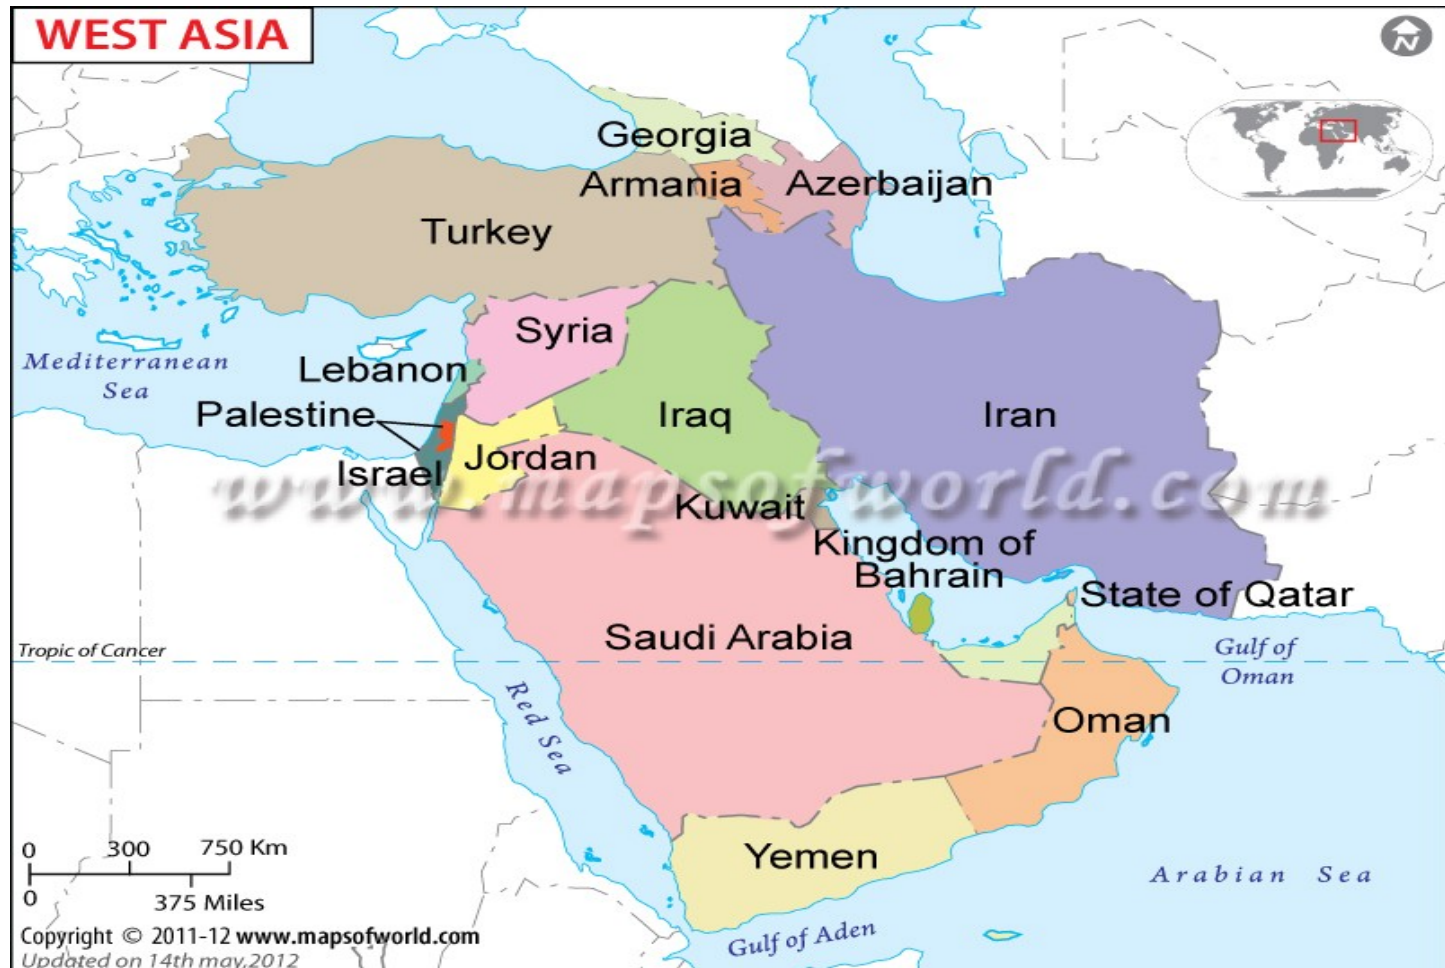 WEST ASIA
N
Georgia
Armania
Azerbaijan
Turkey
Syria
Mediterranean
Sea
Lebanon
Palestine
Iraq
Iran
Israel
Jordan
www.mapsofworld.com
Kuwait
Kingdom of
Bahrain
State of Qatar
Saudi Arabia
Tropic of Cancer
Gulf of
Oman
Red Sea
Oman
Yemen
0 300 750 Km
0 375 Miles
Arabian Sea
Gulf of Aden
Copyright © 2011-12 www.mapsofworld.com
Updated on 14th may,2012